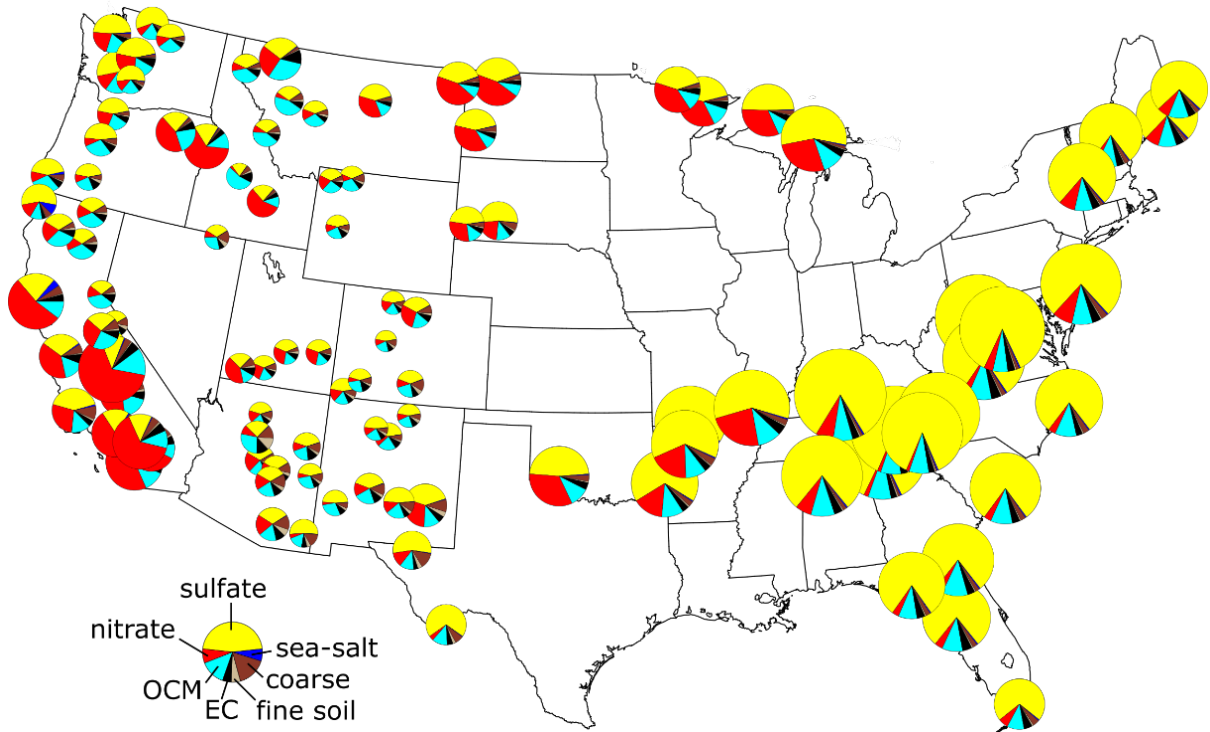 sulfate
nitrate
sea-salt
OCM
coarse
EC
fine soil